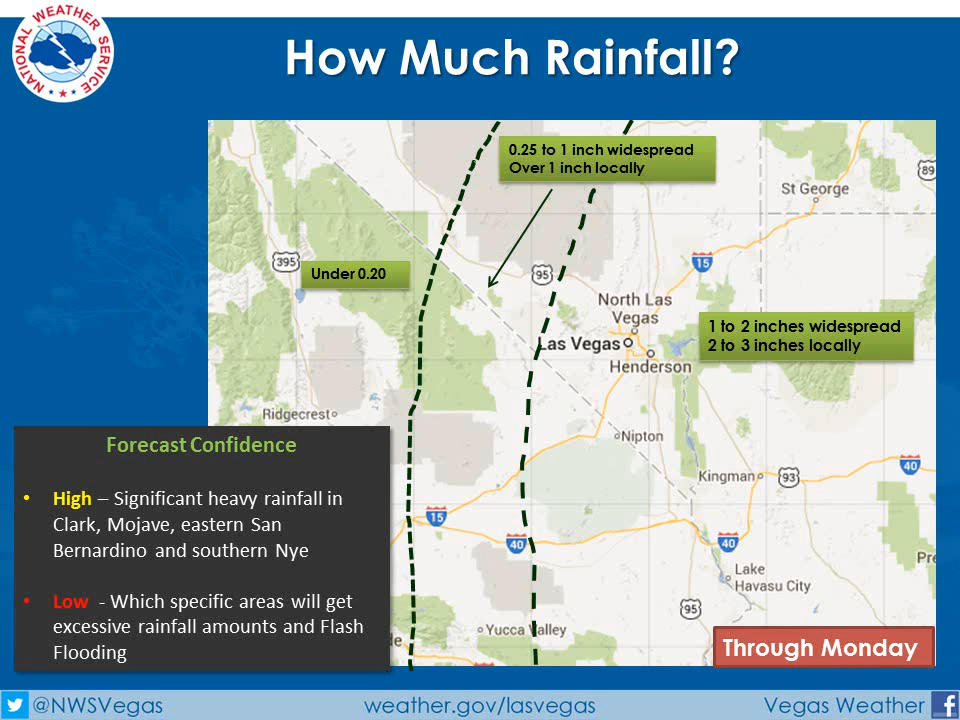 NATIONAL WEATHER SERVICE
How Much Rainfall?
0.25 to 1 inch widespread
Over 1 inch locally
89
St George
395
Under 0.20
95
15
North Las
Vegas
Las Vegas
Henderson
1 to 2 inches widespread
2 to 3 inches locally
Ridgecrest
Nipton
Kingman
93
40
15
40
40
Pre
Lake
Havasu City
95
Yucca Valley
de
Forecast Confidence
• High – Significant heavy rainfall in
Clark, Mojave, eastern San
Bernardino and southern Nye
• Low - Which specific areas will get
excessive rainfall amounts and Flash
Flooding
Through Monday
@NWSVegas
weather.gov/lasvegas
Vegas Weather